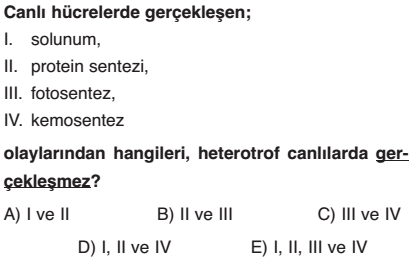 Canlı hücrelerde gerçekleşen;
I. solunum,
II. protein sentezi,
III. fotosentez,
IV. kemosentez
olaylarından hangileri, heterotrof canlılarda ger-
çekleşmez?
A) I ve II B) II ve III C) III ve IV
D) I, II ve IV E) I, II, III ve IV